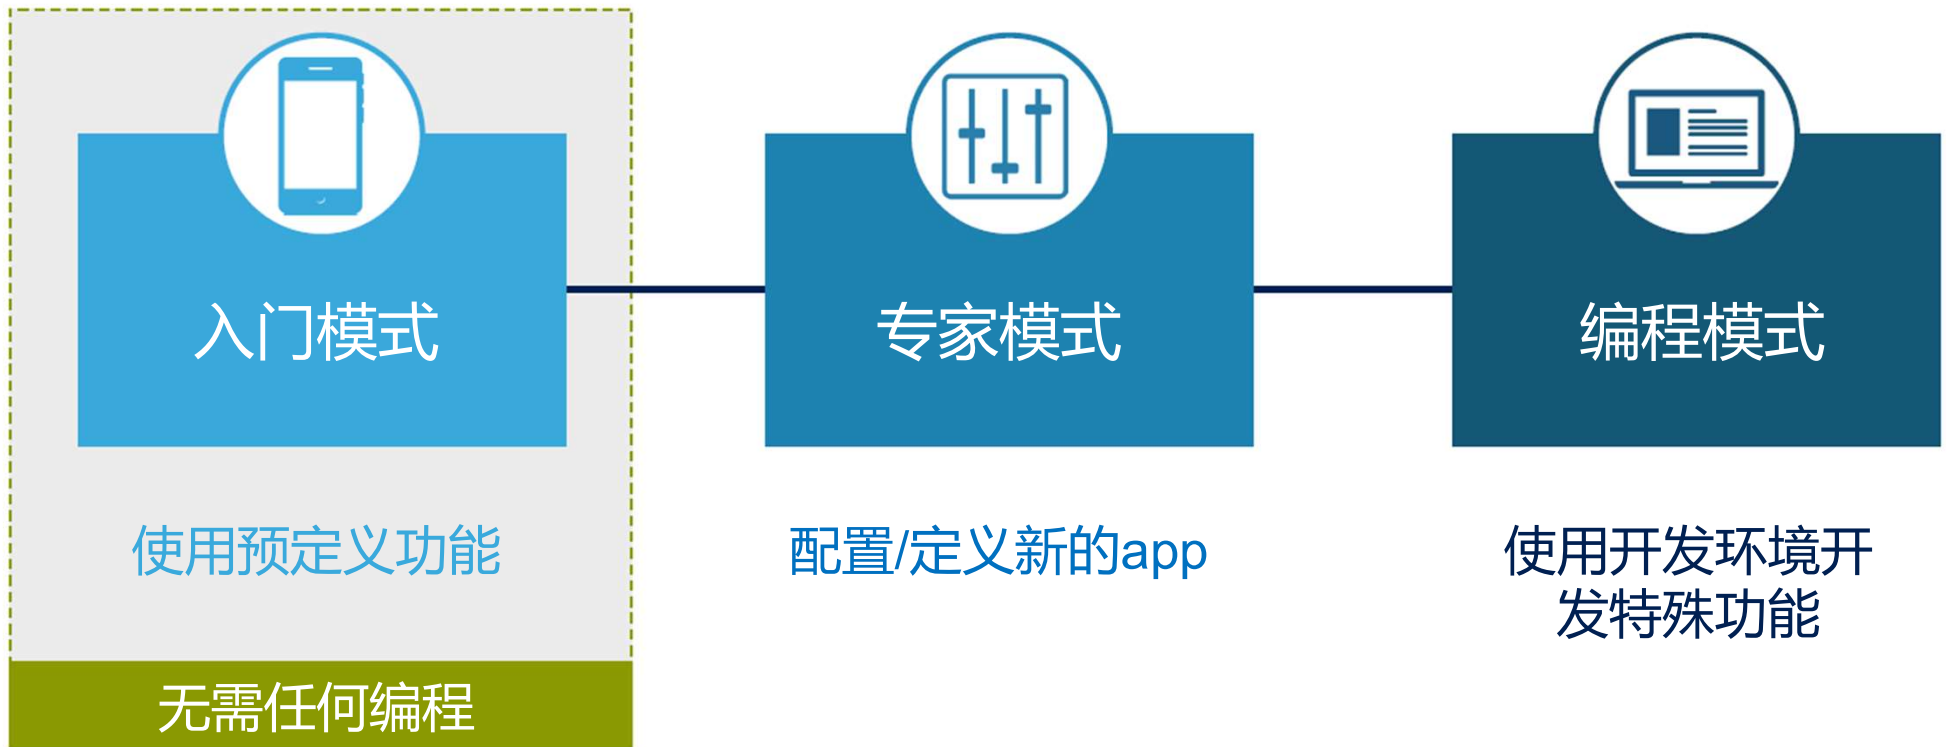 入门模式
专家模式
编程模式
使用预定义功能
配置/定义新的app
使用开发环境开
发特殊功能
无需任何编程